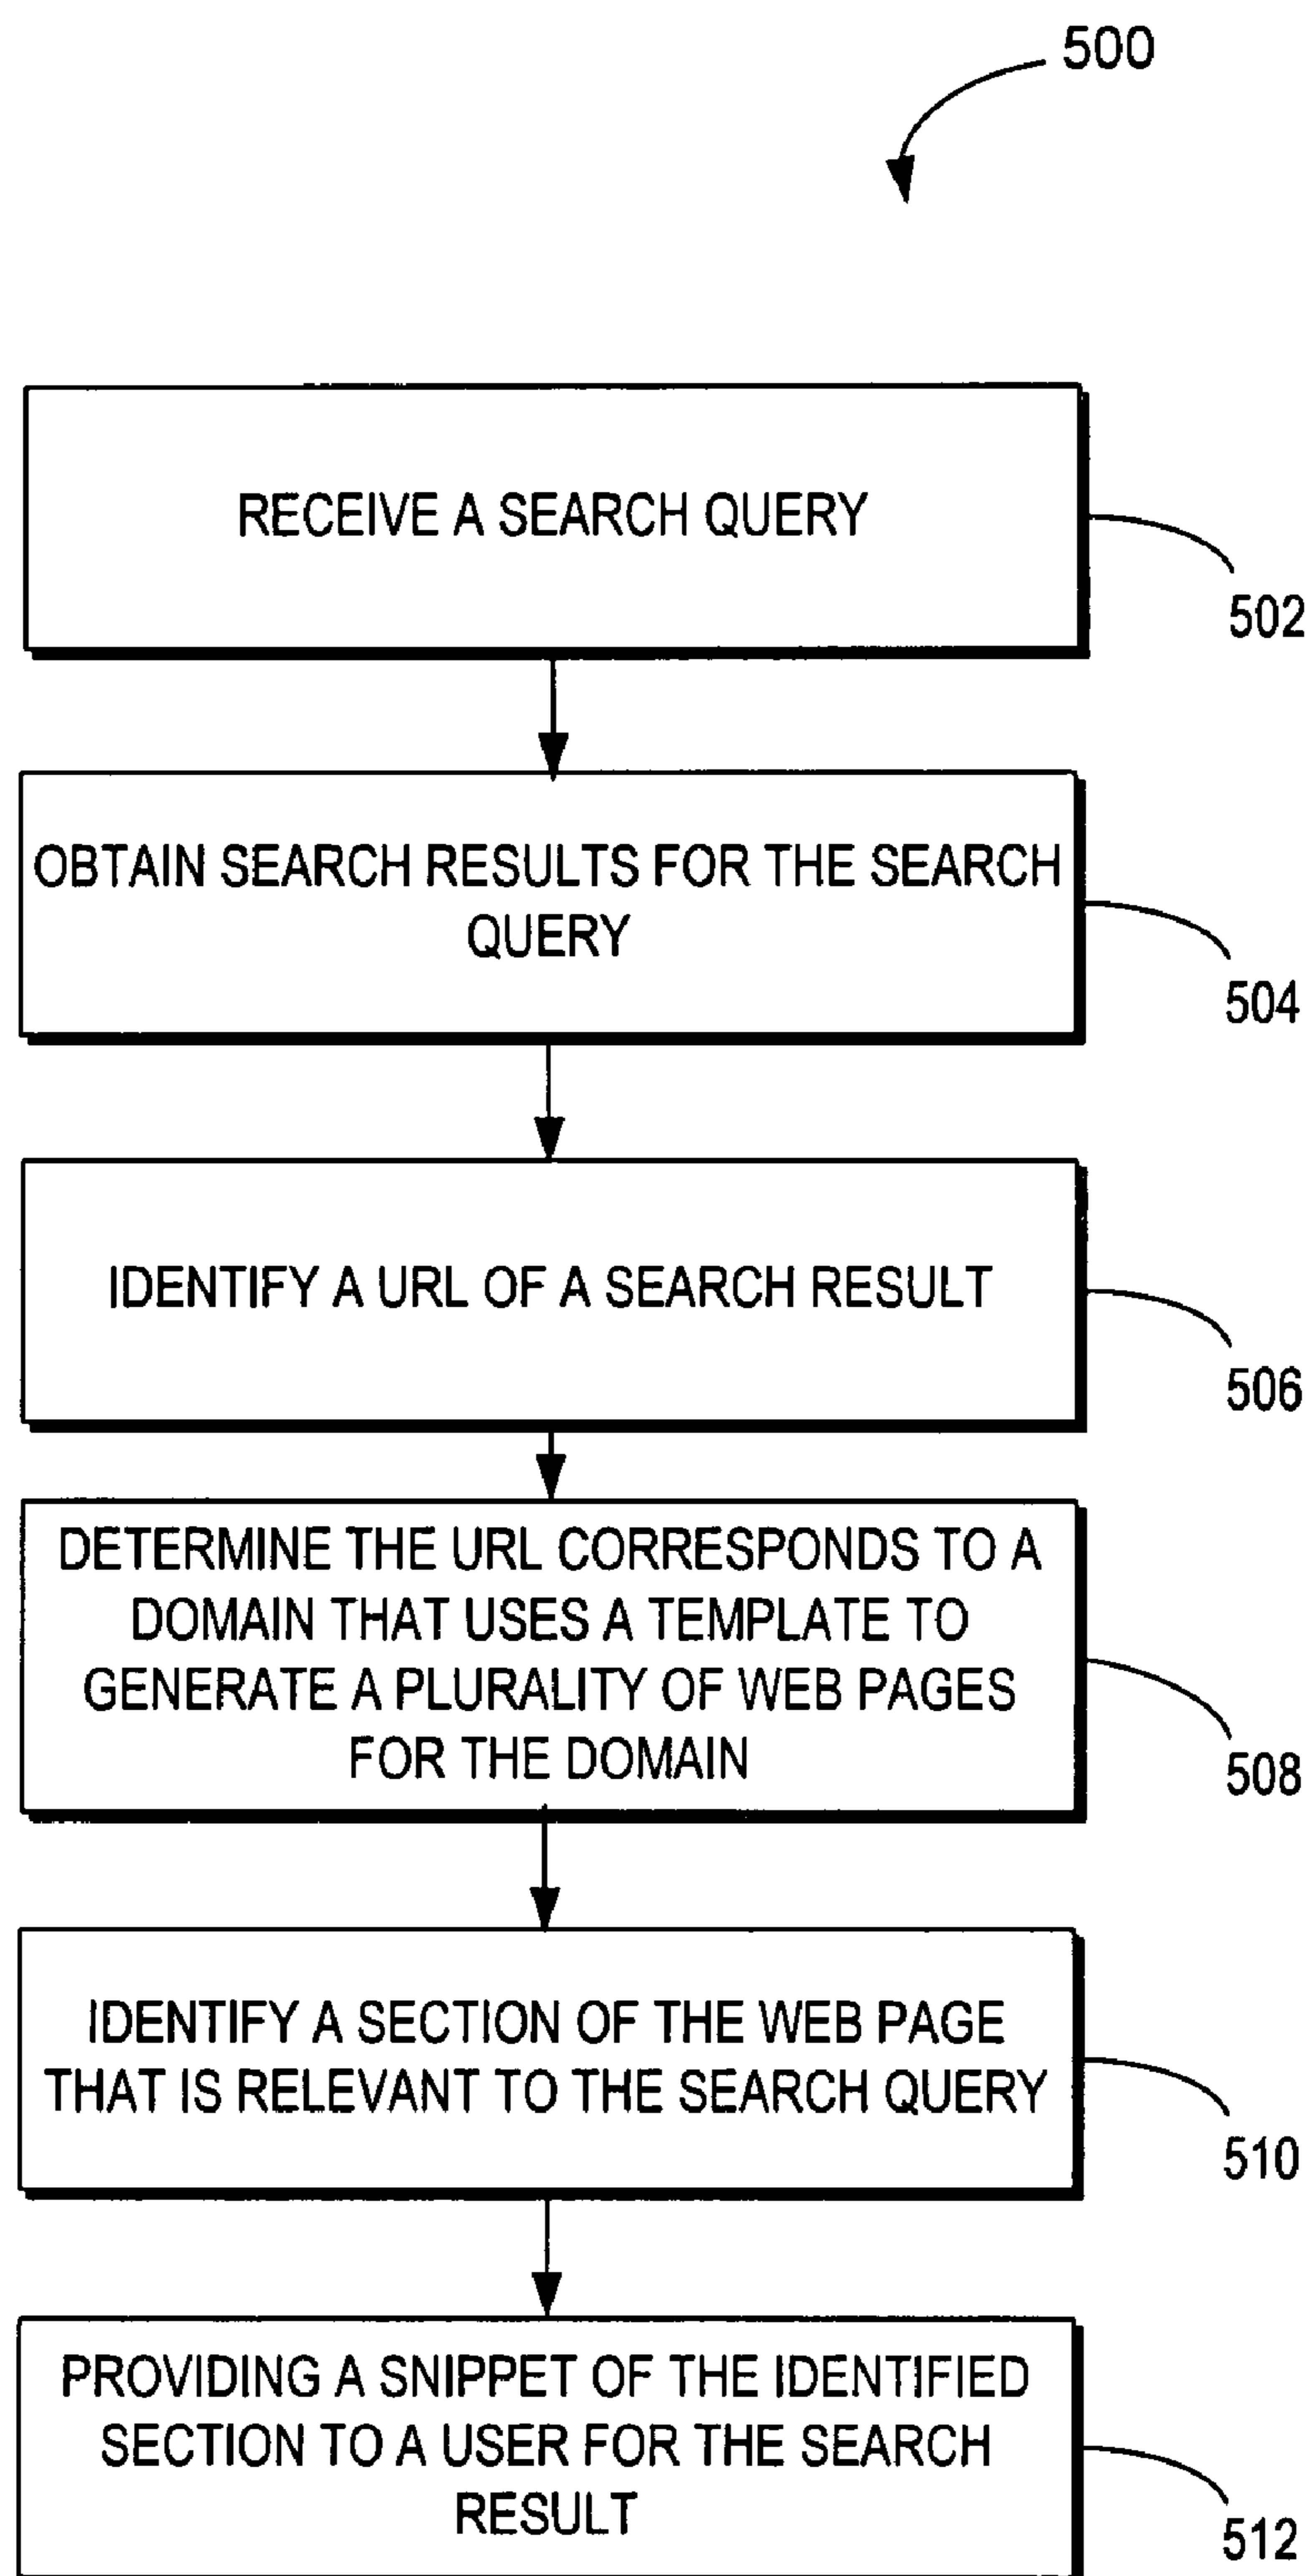 500
RECEIVE A SEARCH QUERY
502
OBTAIN SEARCH RESULTS FOR THE SEARCH
QUERY
504
IDENTIFY A URL OF A SEARCH RESULT
506
DETERMINE THE URL CORRESPONDS TO A
DOMAIN THAT USES A TEMPLATE TO
GENERATE A PLURALITY OF WEB PAGES
FOR THE DOMAIN
508
IDENTIFY A SECTION OF THE WEB PAGE
THAT IS RELEVANT TO THE SEARCH QUERY
510
PROVIDING A SNIPPET OF THE IDENTIFIED
SECTION TO A USER FOR THE SEARCH
RESULT
512